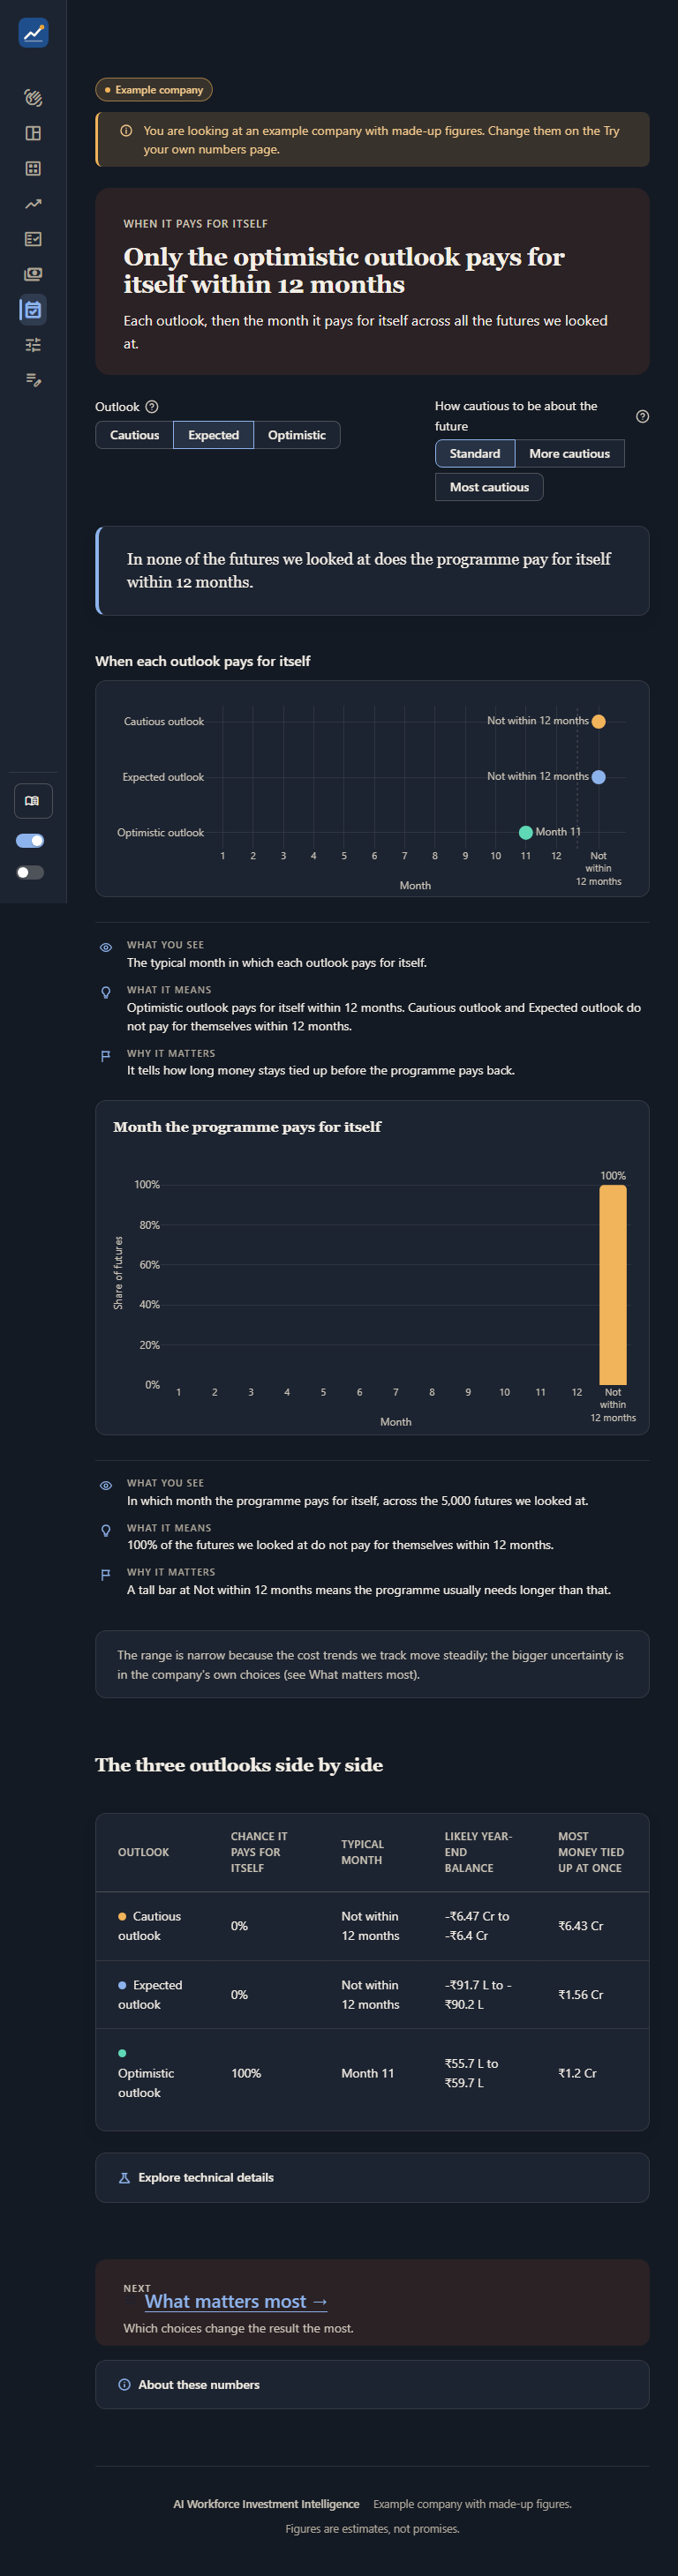 Example company
You are looking at an example company with made-up figures. Change them on the Try
your own numbers page.
WHEN IT PAYS FOR ITSELF
Only the optimistic outlook pays for
itself within 12 months
Each outlook, then the month it pays for itself across all the futures we looked
at.
Outlook
Cautious Expected Optimistic
How cautious to be about the
future
Standard More cautious
Most cautious
In none of the futures we looked at does the programme pay for itself
within 12 months.
When each outlook pays for itself
Cautious outlook Not within 12 months
Expected outlook Not within 12 months
Optimistic outlook Month 11
1 2 3 4 5 6 7 8 9 10 11 12 Not
within
12 months
Month
WHAT YOU SEE
The typical month in which each outlook pays for itself.
WHAT IT MEANS
Optimistic outlook pays for itself within 12 months. Cautious outlook and Expected outlook do
not pay for themselves within 12 months.
WHY IT MATTERS
It tells how long money stays tied up before the programme pays back.
Month the programme pays for itself
100%
100%
80%
60%
40%
20%
0%
Share of futures
1 2 3 4 5 6 7 8 9 10 11 12 Not
within
12 months
Month
WHAT YOU SEE
In which month the programme pays for itself, across the 5,000 futures we looked at.
WHAT IT MEANS
100% of the futures we looked at do not pay for themselves within 12 months.
WHY IT MATTERS
A tall bar at Not within 12 months means the programme usually needs longer than that.
The range is narrow because the cost trends we track move steadily; the bigger uncertainty is
in the company's own choices (see What matters most).
The three outlooks side by side
OUTLOOK
CHANCE IT
PAYS FOR
ITSELF
TYPICAL
MONTH
LIKELY YEAR-
END
BALANCE
MOST
MONEY TIED
UP AT ONCE
Cautious
outlook
0%
Not within
12 months
-₹6.47 Cr to
-₹6.4 Cr
₹6.43 Cr
Expected
outlook
0%
Not within
12 months
-₹91.7 L to -
₹90.2 L
₹1.56 Cr
Optimistic
outlook
100%
Month 11
₹55.7 L to
₹59.7 L
₹1.2 Cr
Explore technical details
NEXT
What matters most →
Which choices change the result the most.
About these numbers
AI Workforce Investment Intelligence Example company with made-up figures.
Figures are estimates, not promises.